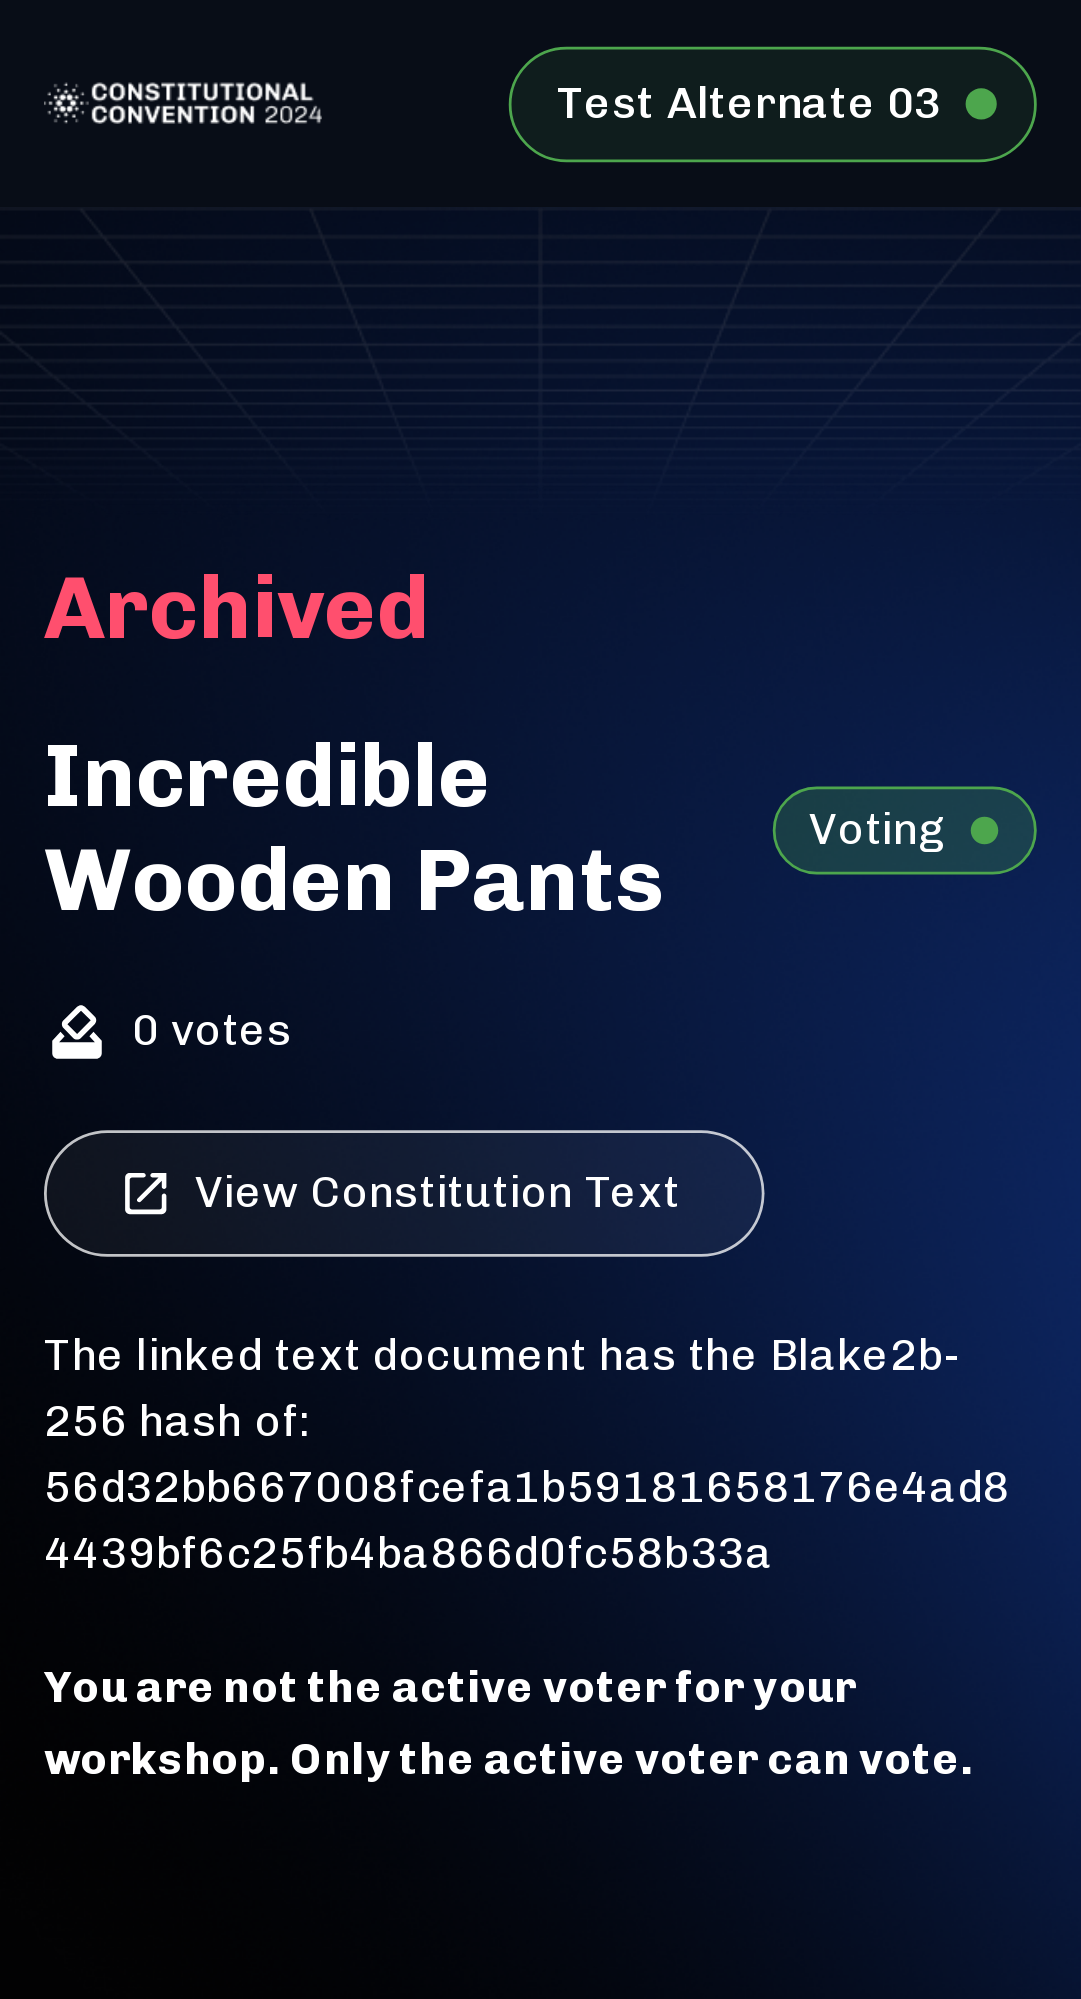 CONSTITUTIONAL
CONVENTION 2024
Test Alternate 03
Archived
Incredible
Wooden Pants
Voting
0 votes
View Constitution Text
The linked text document has the Blake2b-
256 hash of:
56d32bb667008fcefa1b59181658176e4ad8
4439bf6c25fb4ba866d0fc58b33a
You are not the active voter for your
workshop. Only the active voter can vote.